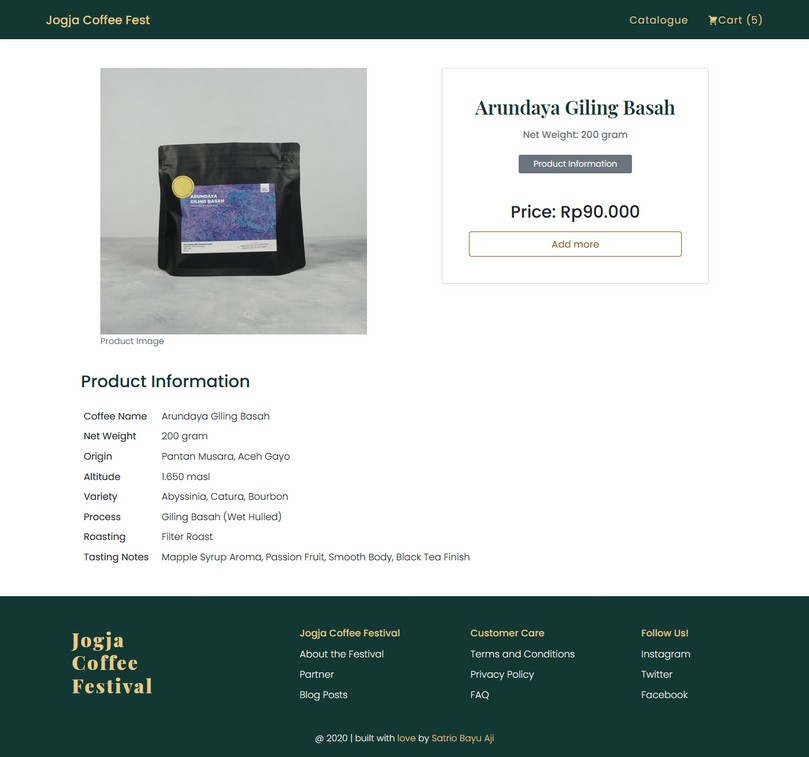 Jogja Coffee Fest
Catalogue
Cart (5)
ARUNDAYA
GILING BASAH
Product Image
Arundaya Giling Basah
Net Weight: 200 gram
Product Information
Price: Rp90.000
Add more
Product Information
Coffee Name Arundaya Giling Basah
Net Weight 200 gram
Origin Pantan Musara, Aceh Gayo
Altitude 1.650 masl
Variety Abyssinia, Catura, Bourbon
Process Giling Basah (Wet Hulled)
Roasting Filter Roast
Tasting Notes Mapple Syrup Aroma, Passion Fruit, Smooth Body, Black Tea Finish
Jogja
Coffee
Festival
Jogja Coffee Festival
About the Festival
Partner
Blog Posts
Customer Care
Terms and Conditions
Privacy Policy
FAQ
Follow Us!
Instagram
Twitter
Facebook
@ 2020 | built with love by Satrio Bayu Aji